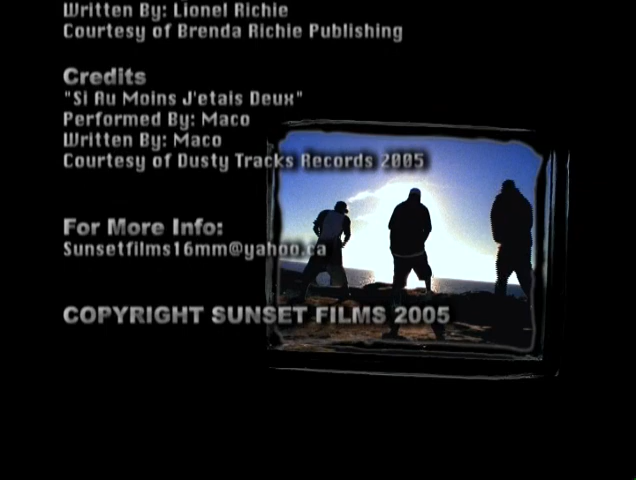 Written By: Lionel Richie
Courtesy of Brenda Richie Publishing
Credits
"Si Au Moins J'etais Deux"
Performed By: Maco
Written By: Maco
Courtesy of Dusty Tracks Records 2005
For More Info:
Sunsetfilms16mm@yahoo.ca
COPYRIGHT SUNSET FILMS 2005